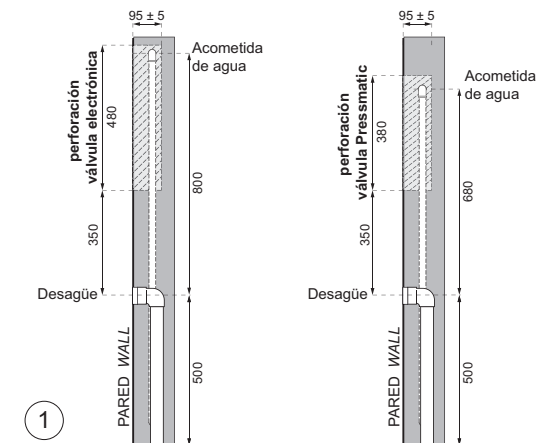 95 ± 5
Acometida
de agua
perforación
válvula electrónica
480
800
350
Desagüe
500
PARED WALL
1
95 ± 5
Acometida
de agua
perforación
válvula Pressmatic
380
680
350
Desagüe
500
PARED WALL